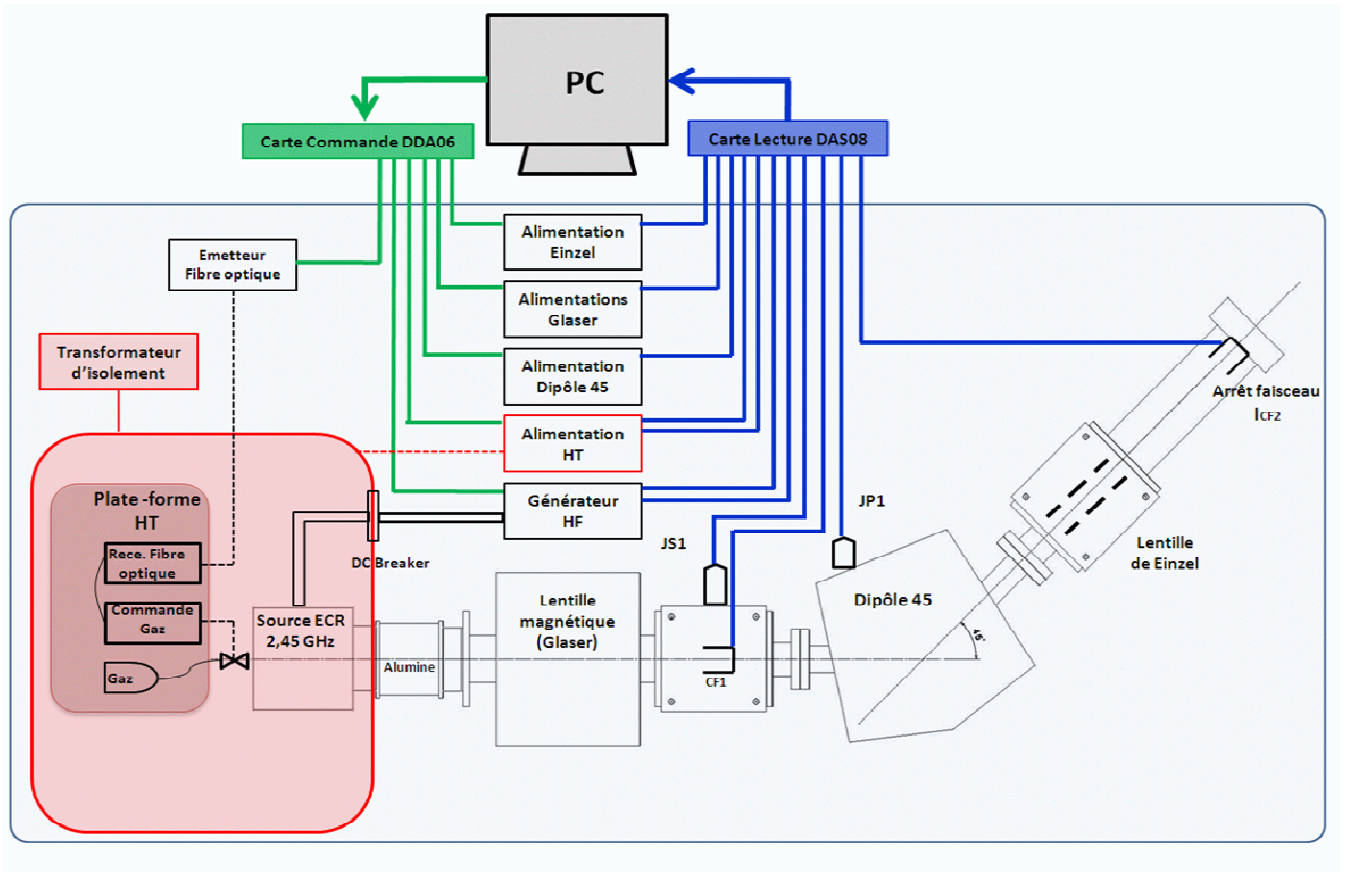 PC
Carte Commande DDA06
Carte Lecture DAS08
Alimentation
Einzel
Emetteur
Fibre optique
Alimentations
Glaser
Transformateur
d'isolement
Alimentation
Dipôle 45
Arrêt faisceau
ICF2
Alimentation
HT
Plate -forme
HT
Générateur
HF
JP1
JS1
Lentille
de Einzel
Rece. Fibre
optique
DC Breaker
Commande
Gaz
Source ECR
2,45 GHz
Lentille
magnétique
(Glaser)
Dipôle 45
45°
Alumine
Gaz
CF1